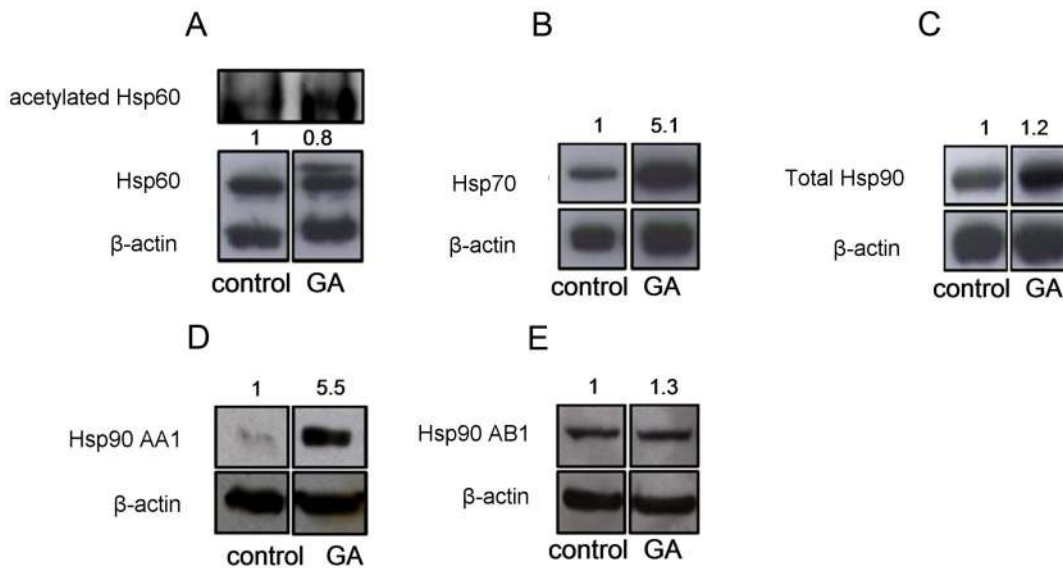 A
acetylated Hsp60
1 0.8
Hsp60
β-actin
control GA
B
1 5.1
Hsp70
β-actin
control GA
C
1 1.2
Total Hsp90
β-actin
control GA
D
1 5.5
Hsp90 AA1
β-actin
control GA
E
1 1.3
Hsp90 AB1
β-actin
control GA